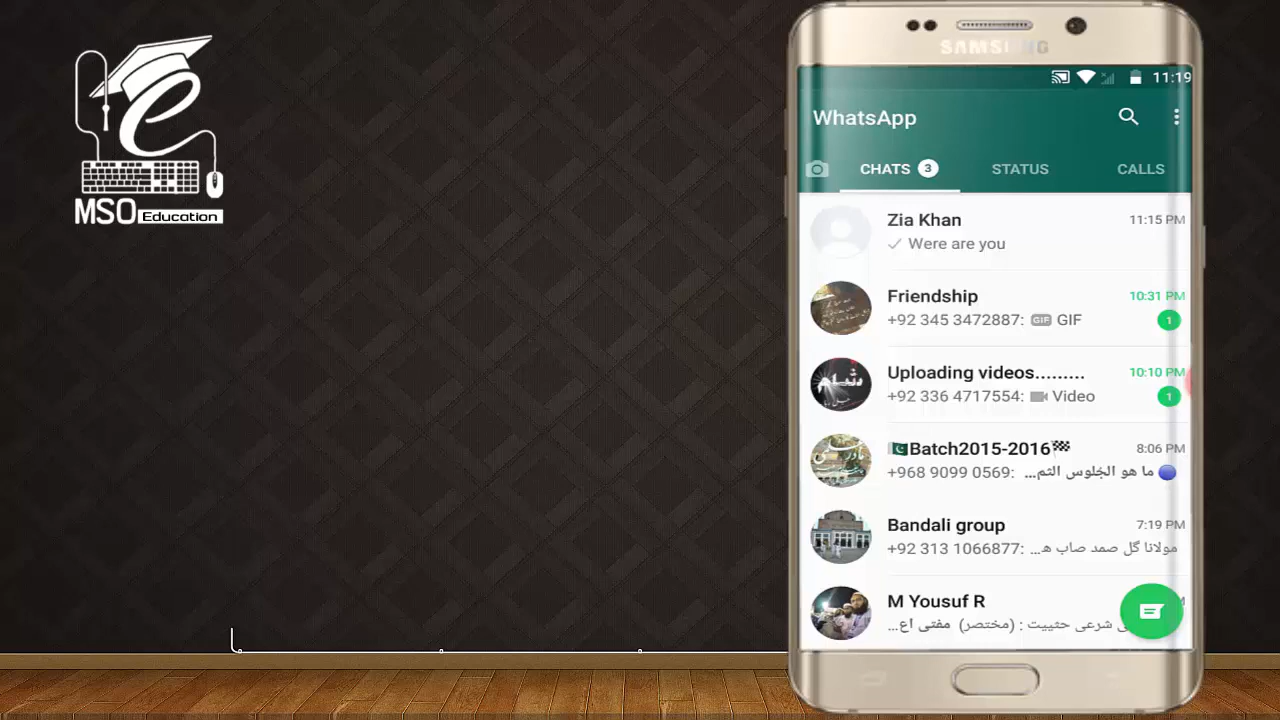 MSO Education
SAMSUNG
11:19
WhatsApp
CHATS 3
STATUS
CALLS
Zia Khan
11:15 PM
Were are you
Friendship
10:31 PM
+92 345 3472887: GIF GIF
1
Uploading videos.........
10:10 PM
+92 336 4717554: Video
1
🇵🇰Batch2015-2016🏁
8:06 PM
+968 9099 0569: 🔵 ما هو الجلوس التم...
Bandali group
7:19 PM
+92 313 1066877: مولانا گل صمد صاب ھ...
M Yousuf R
شرعی حثییت : (مختصر) مفتی اع...